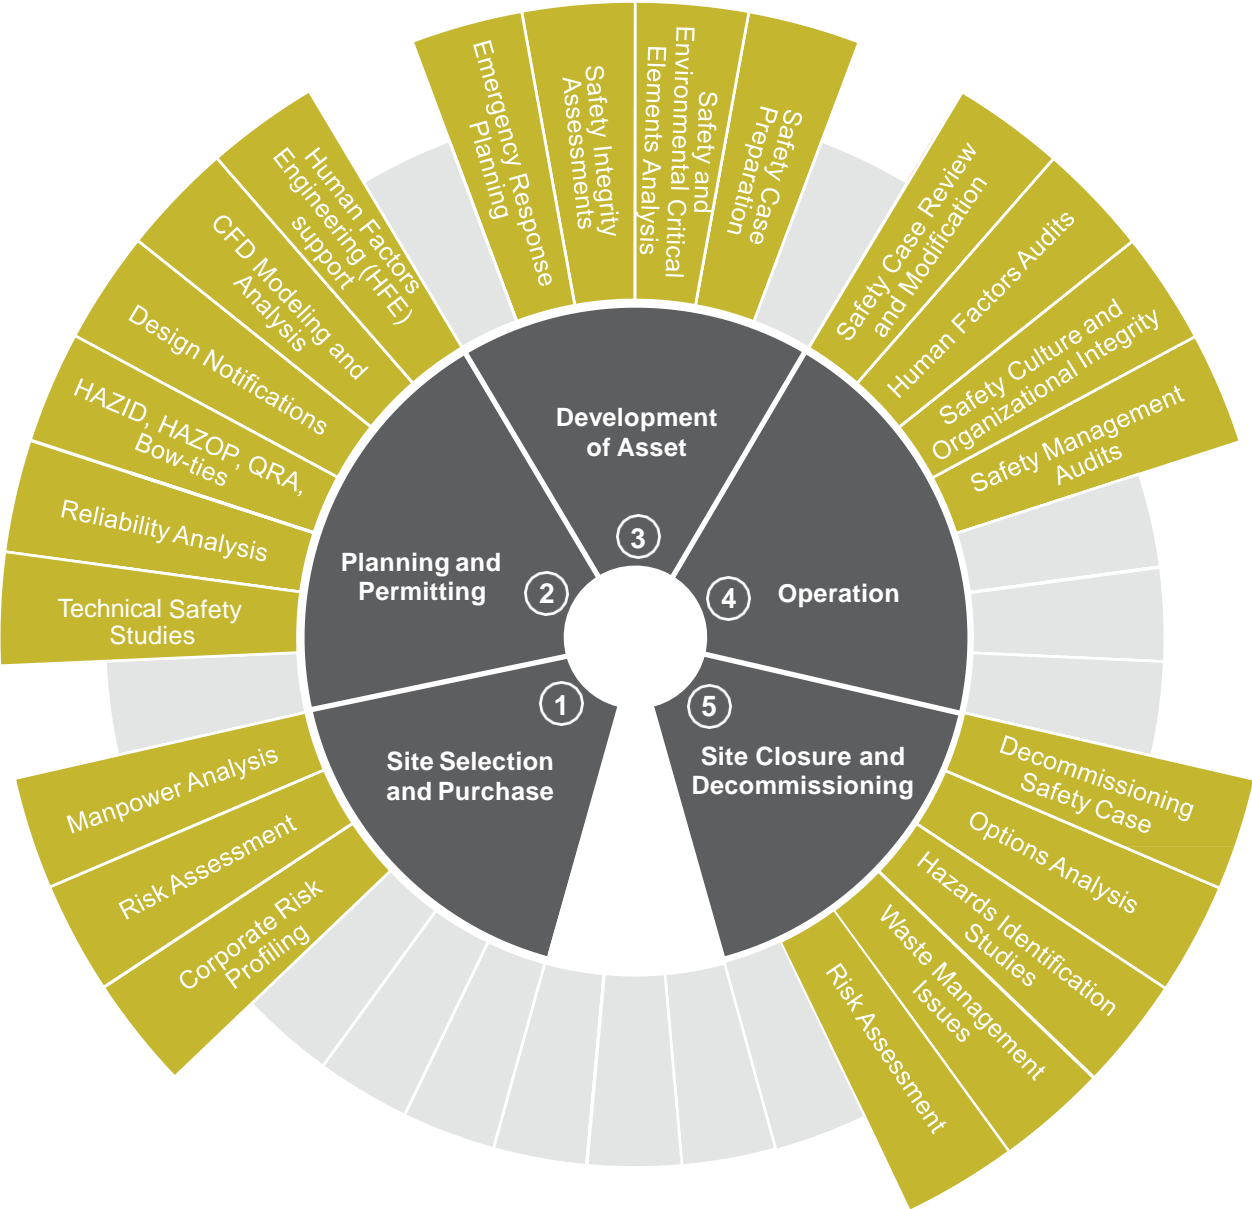 Site Selection
and Purchase
1
Manpower Analysis
Risk Assessment
Corporate Risk
Profiling
Planning and
Permitting
2
Technical Safety
Studies
Reliability Analysis
HAZID, HAZOP, QRA,
Bow-ties
Design Notifications
CFD Modeling and
Analysis
Human Factors
Engineering (HFE)
support
Development
of Asset
3
Emergency Response
Planning
Safety Integrity
Assessments
Safety and
Environmental Critical
Elements Analysis
Safety Case
Preparation
Operation
4
Safety Case Review
and Modification
Human Factors Audits
Safety Culture and
Organizational Integrity
Safety Management
Audits
Site Closure and
Decommissioning
5
Decommissioning
Safety Case
Options Analysis
Hazards Identification
Studies
Waste Management
Issues
Risk Assessment